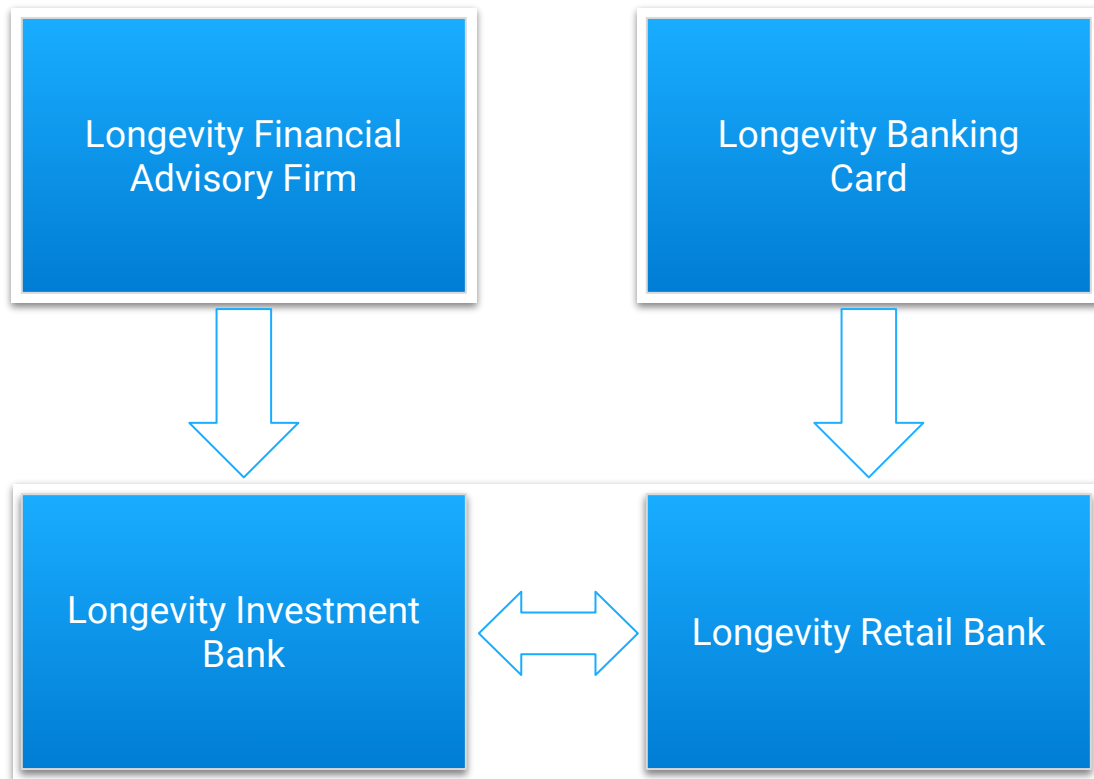 Longevity Financial
Advisory Firm
Longevity Banking
Card
Longevity Investment
Bank
Longevity Retail Bank